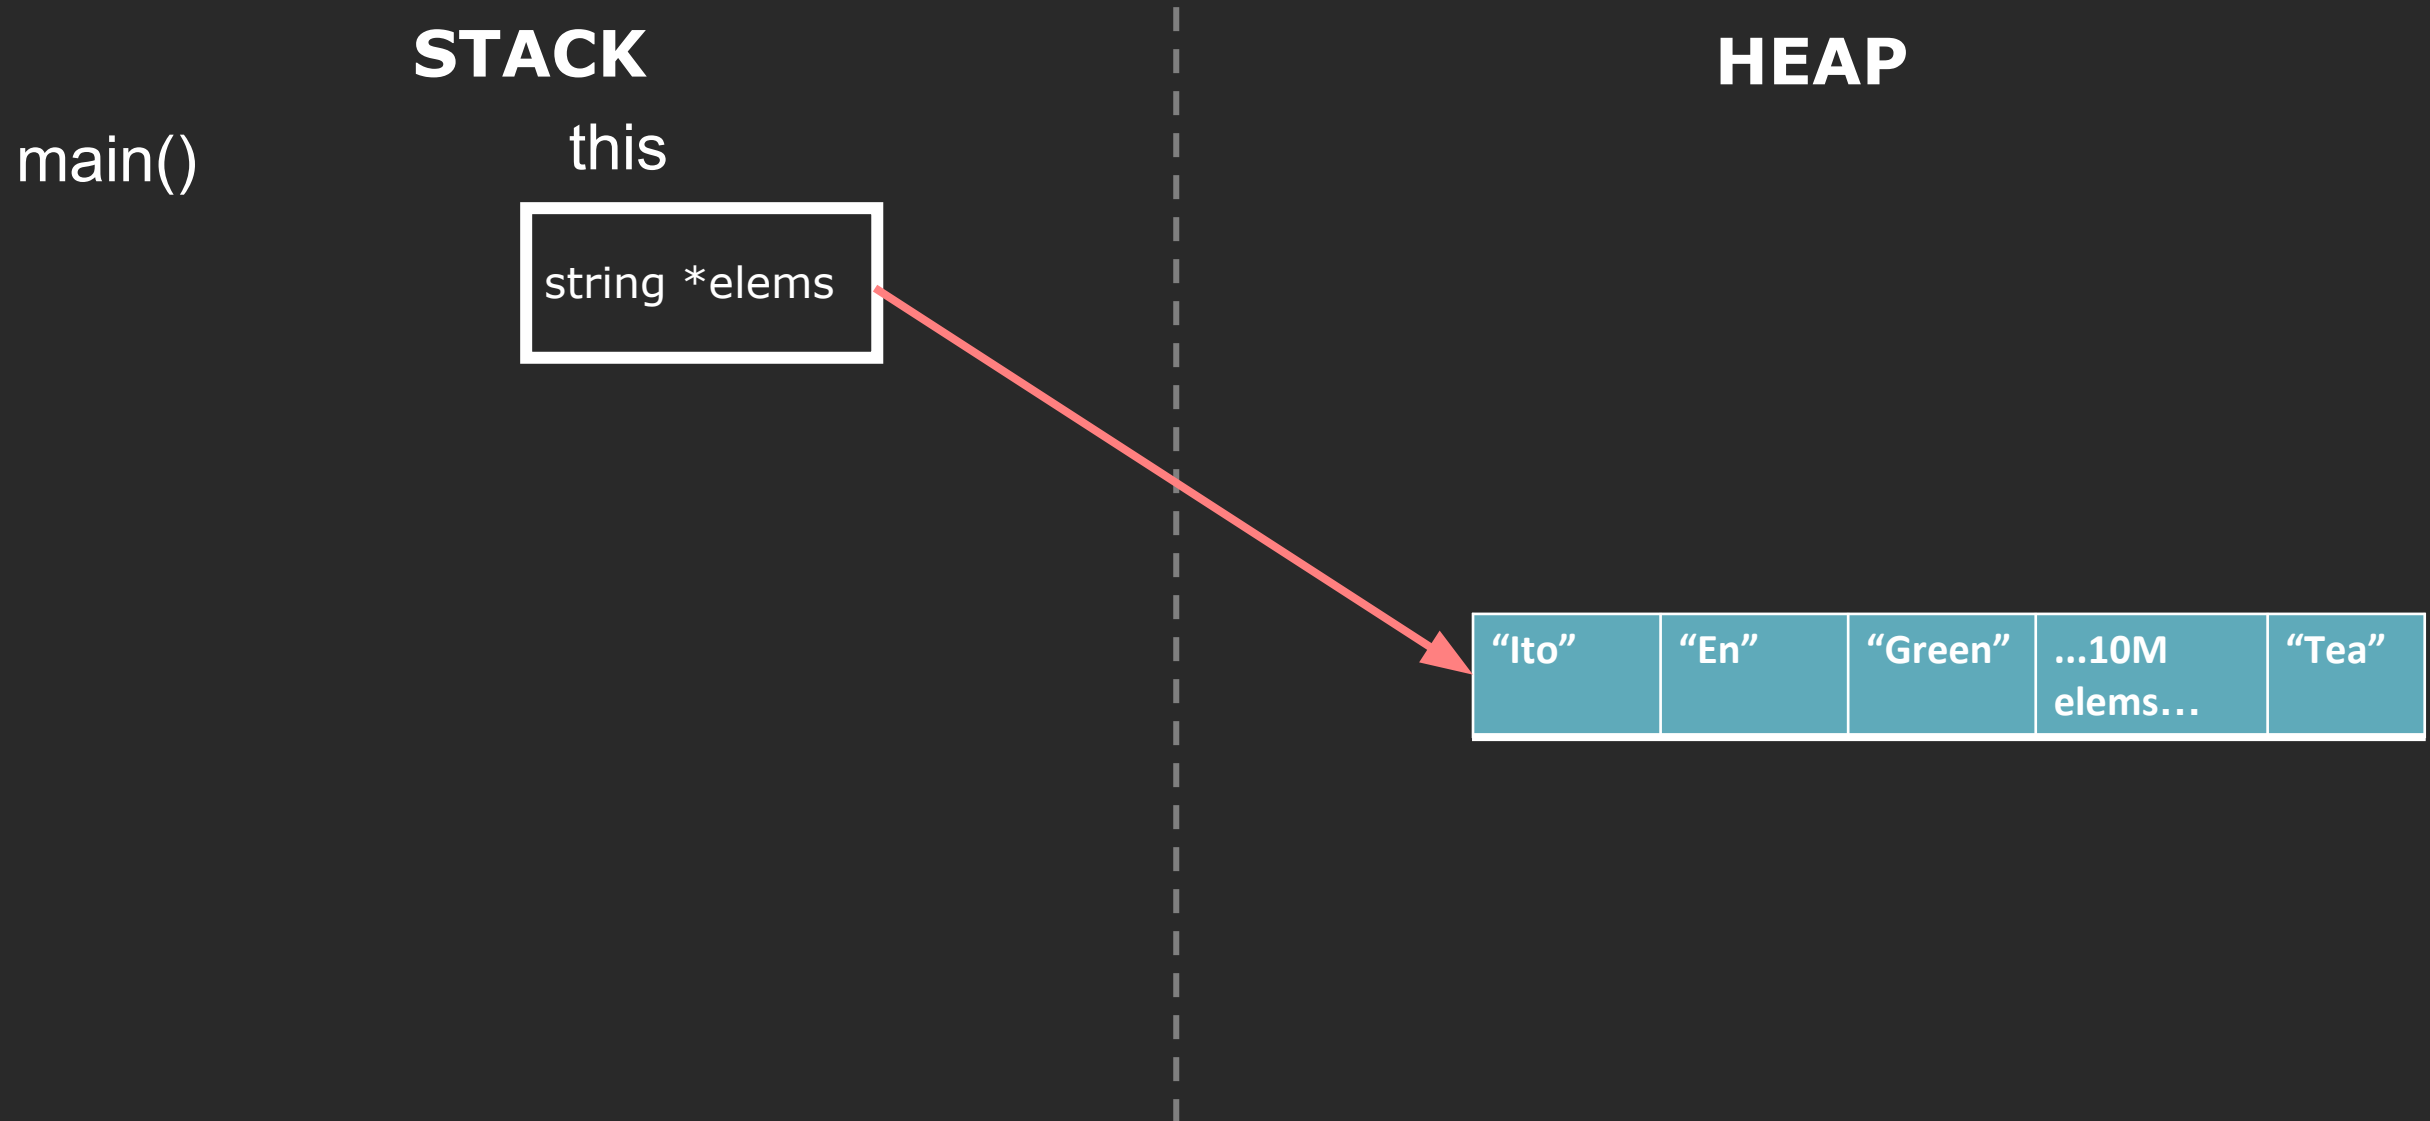 STACK
HEAP
main()
this
string *elems
“Ito”
“En”
“Green”
...10M
elems…
“Tea”